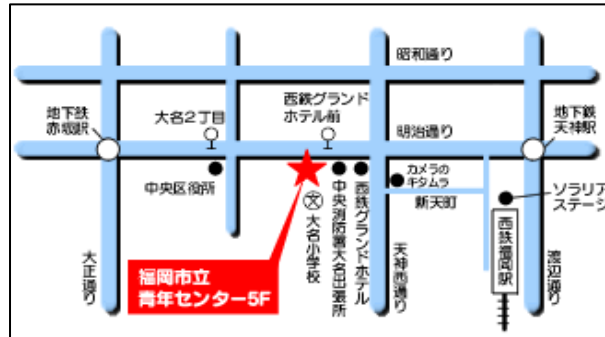 昭和通り
西鉄グランド
ホテル前
地下鉄
赤坂駅
大名2丁目
明治通り
地下鉄
天神駅
中央区役所
カメラの
キタムラ
新天町
ソラリア
ステージ
文
大名小学校
中央消防署大名出張所
西鉄グランドホテル
西鉄福岡駅
大正通り
天神西通り
渡辺通り
福岡市立
青年センター5F